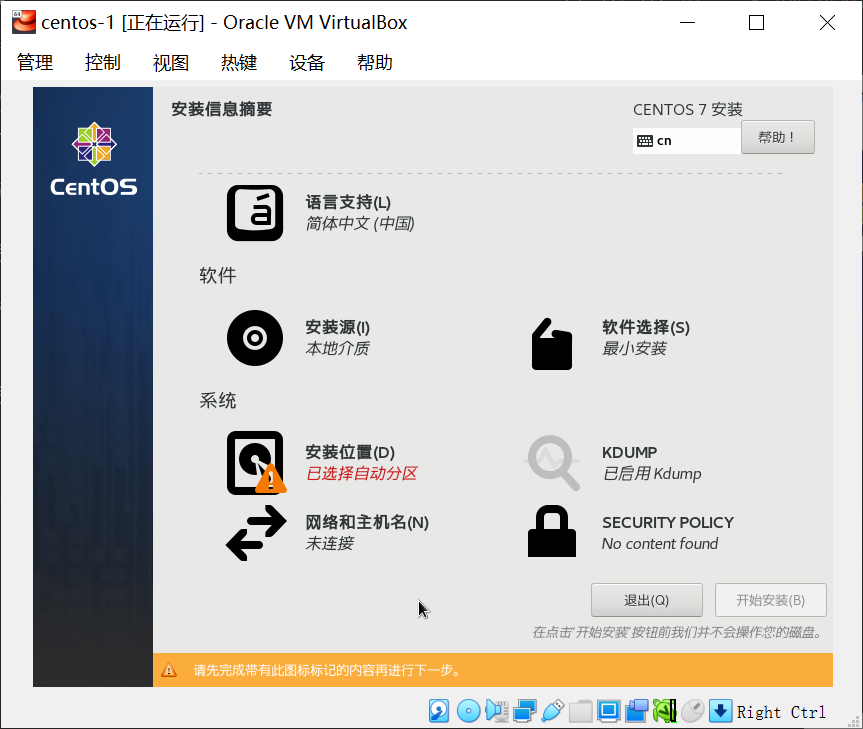 centos-1 [正在运行] - Oracle VM VirtualBox
管理 控制 视图 热键 设备 帮助
安装信息摘要
CENTOS 7 安装
cn
帮助！
CentOS
语言支持(L)
简体中文 (中国)
软件
安装源(I)
本地介质
软件选择(S)
最小安装
系统
安装位置(D)
已选择自动分区
KDUMP
已启用 Kdump
网络和主机名(N)
未连接
SECURITY POLICY
No content found
退出(Q)
开始安装(B)
在点击'开始安装'按钮前我们并不会操作您的磁盘。
请先完成带有此图标标记的内容再进行下一步。
Right Ctrl